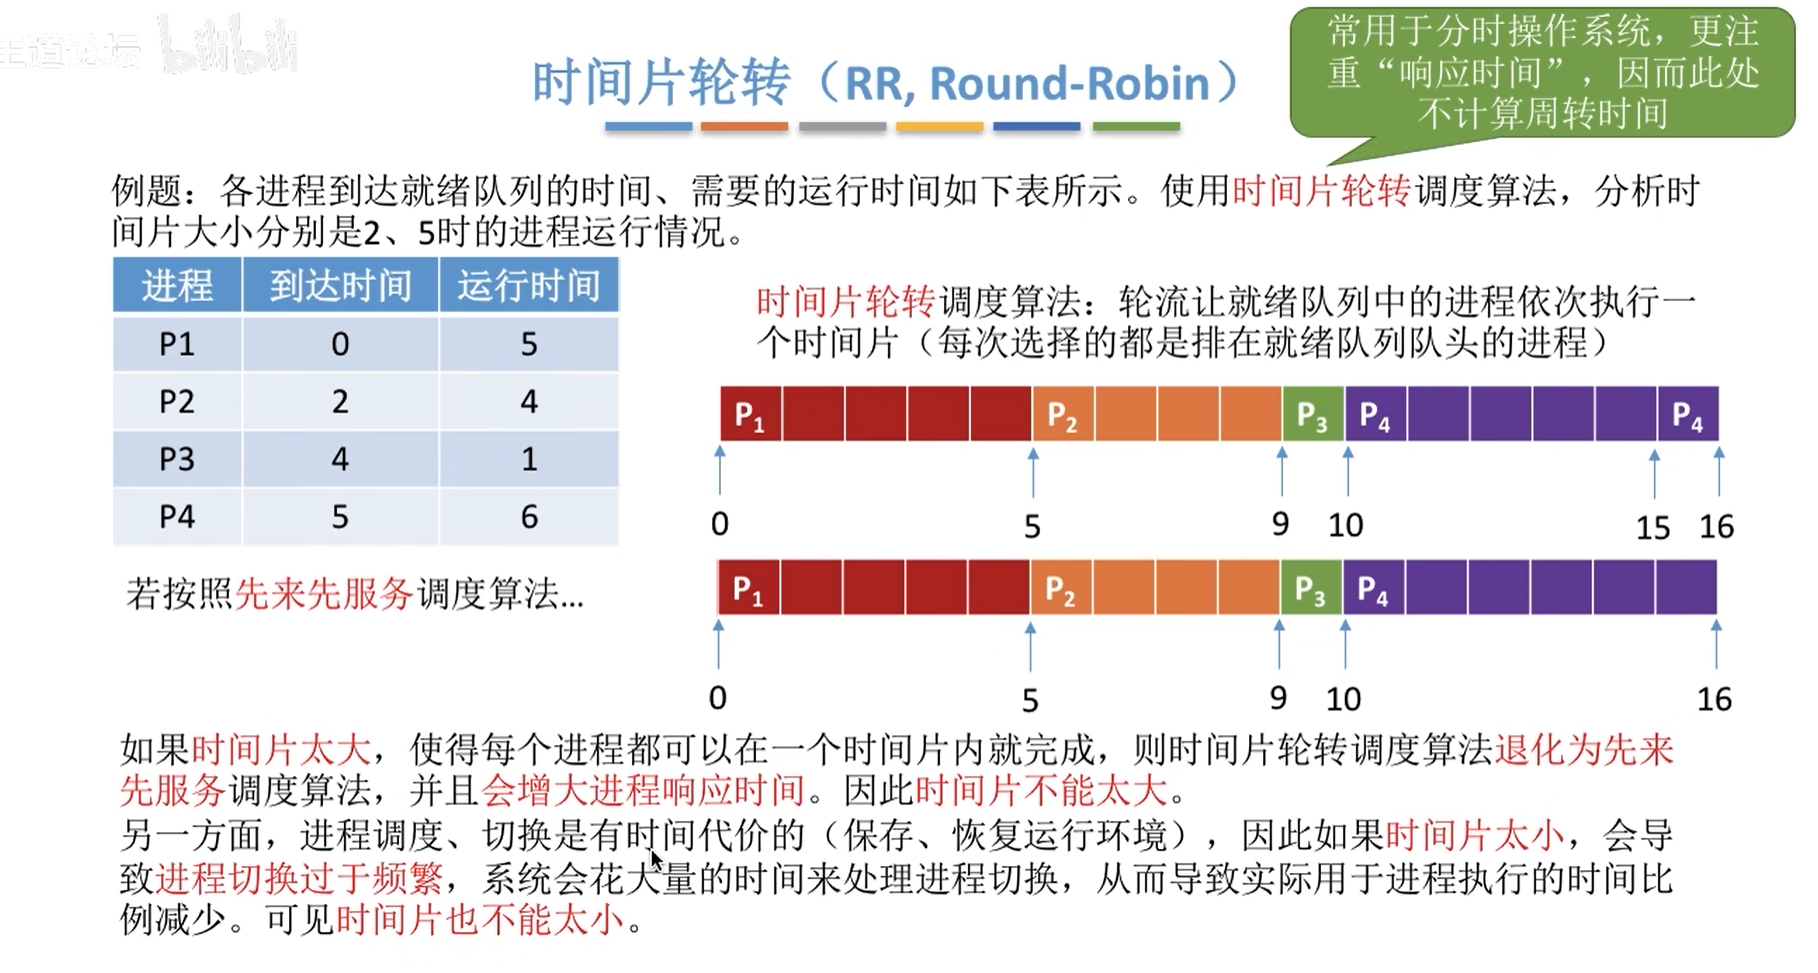 王道论坛 bilibili
常用于分时操作系统，更注
重“响应时间”，因而此处
不计算周转时间
时间片轮转（RR, Round-Robin）
例题：各进程到达就绪队列的时间、需要的运行时间如下表所示。使用时间片轮转调度算法，分析时
间片大小分别是2、5时的进程运行情况。
进程 到达时间 运行时间
P1 0 5
P2 2 4
P3 4 1
P4 5 6
时间片轮转调度算法：轮流让就绪队列中的进程依次执行一
个时间片（每次选择的都是排在就绪队列队头的进程）
P₁ P₂ P₃ P₄ P₄
0 5 9 10 15 16
若按照先来先服务调度算法…
P₁ P₂ P₃ P₄
0 5 9 10 16
如果时间片太大，使得每个进程都可以在一个时间片内就完成，则时间片轮转调度算法退化为先来
先服务调度算法，并且会增大进程响应时间。因此时间片不能太大。
另一方面，进程调度、切换是有时间代价的（保存、恢复运行环境），因此如果时间片太小，会导
致进程切换过于频繁，系统会花大量的时间来处理进程切换，从而导致实际用于进程执行的时间比
例减少。可见时间片也不能太小。